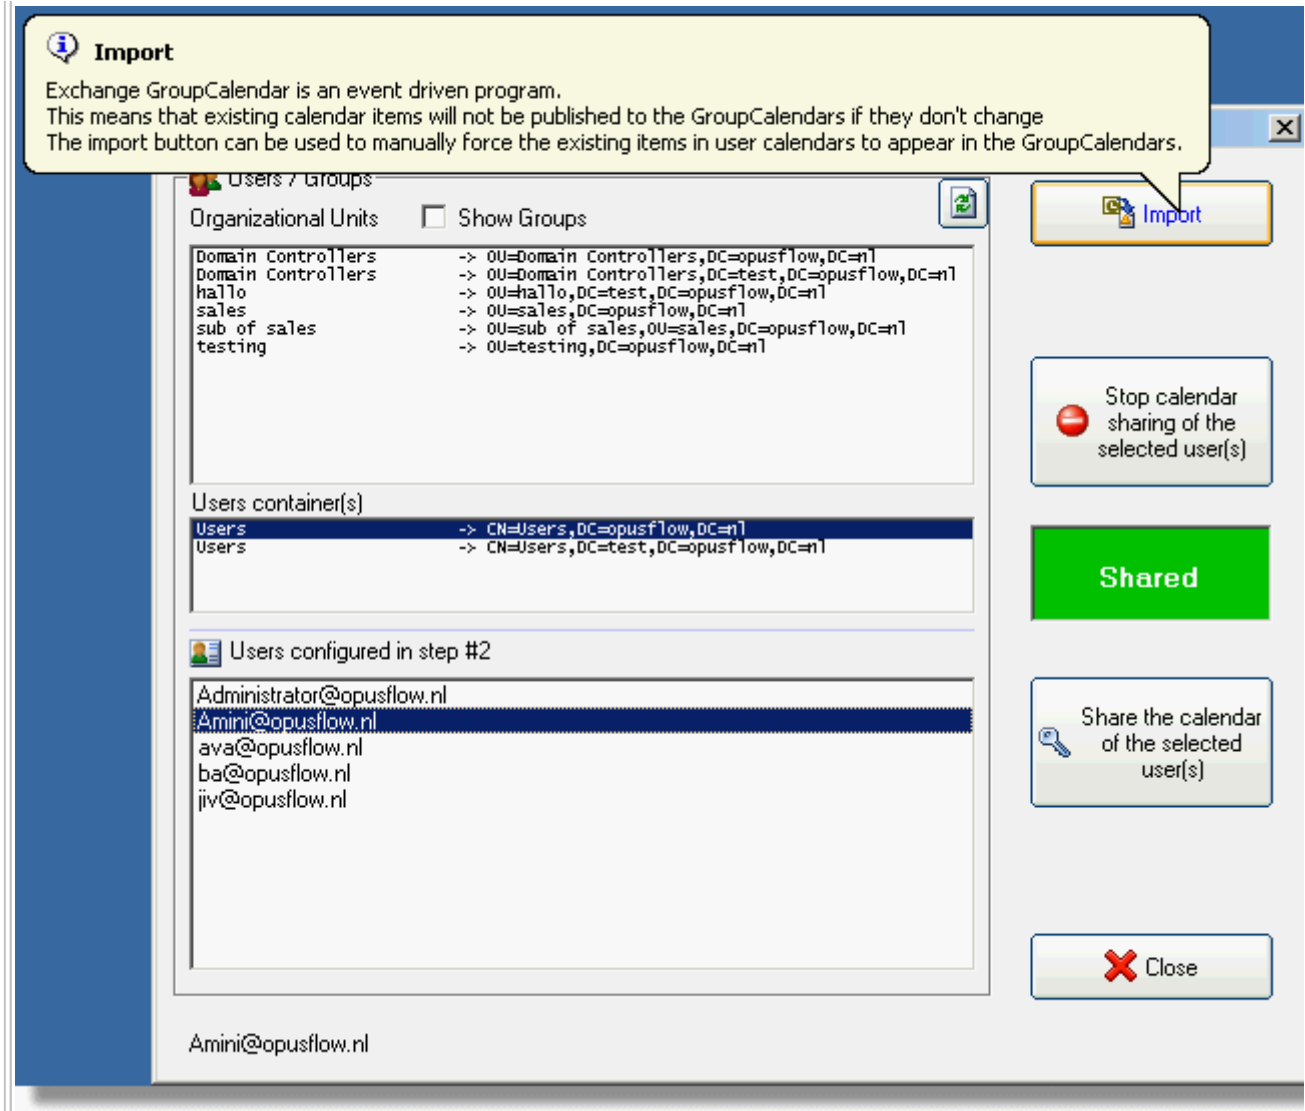 Import
Exchange GroupCalendar is an event driven program.
This means that existing calendar items will not be published to the GroupCalendars if they don't change
The import button can be used to manually force the existing items in user calendars to appear in the GroupCalendars.
Users / Groups
Organizational Units Show Groups
Import
Domain Controllers -> OU=Domain Controllers,DC=opusflow,DC=nl
Domain Controllers -> OU=Domain Controllers,DC=test,DC=opusflow,DC=nl
hallo -> OU=hallo,DC=test,DC=opusflow,DC=nl
sales -> OU=sales,DC=opusflow,DC=nl
sub of sales -> OU=sub of sales,OU=sales,DC=opusflow,DC=nl
testing -> OU=testing,DC=opusflow,DC=nl
Stop calendar
sharing of the
selected user(s)
Users container(s)
Users -> CN=Users,DC=opusflow,DC=nl
Users -> CN=Users,DC=test,DC=opusflow,DC=nl
Shared
Users configured in step #2
Administrator@opusflow.nl
Amini@opusflow.nl
ava@opusflow.nl
ba@opusflow.nl
jiv@opusflow.nl
Share the calendar
of the selected
user(s)
Close
Amini@opusflow.nl